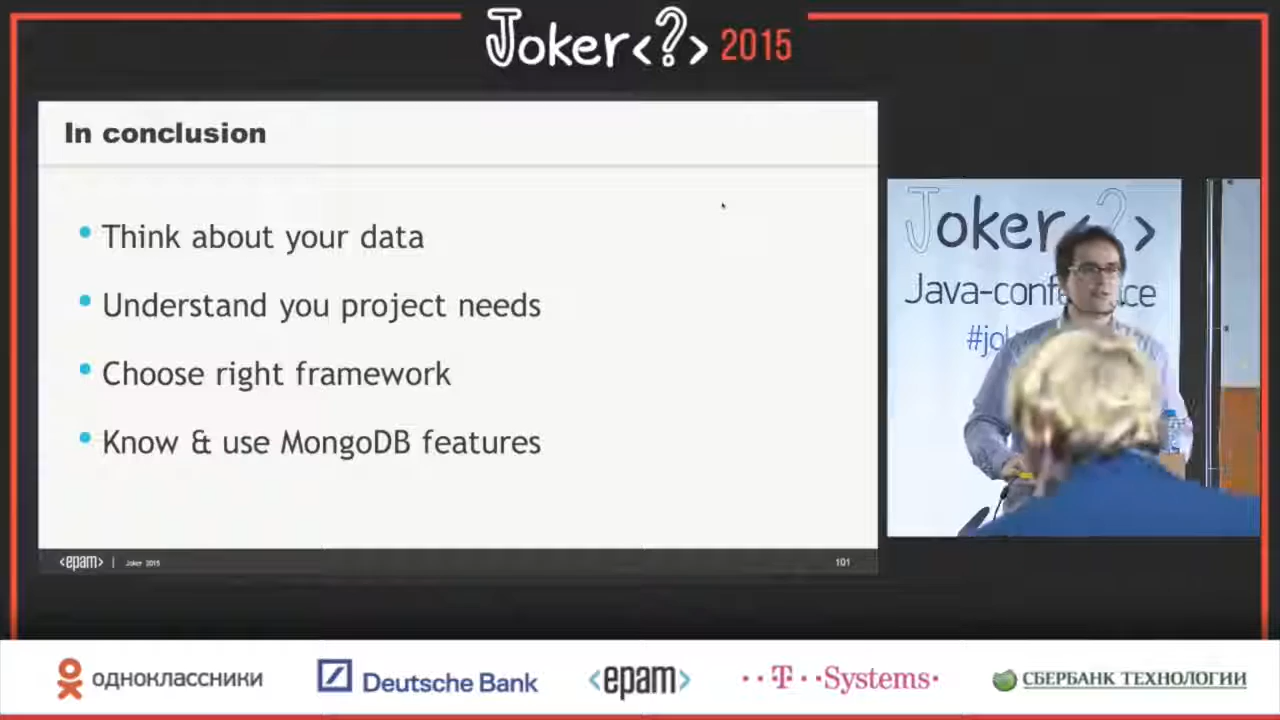 Joker<?> 2015
In conclusion
Think about your data
Understand you project needs
Choose right framework
Know & use MongoDB features
<epam> | Joker 2015
101
Joker<?>
Java-conf ce
#jo
одноклассники
Deutsche Bank
<epam>
T Systems
СБЕРБАНК ТЕХНОЛОГИИ